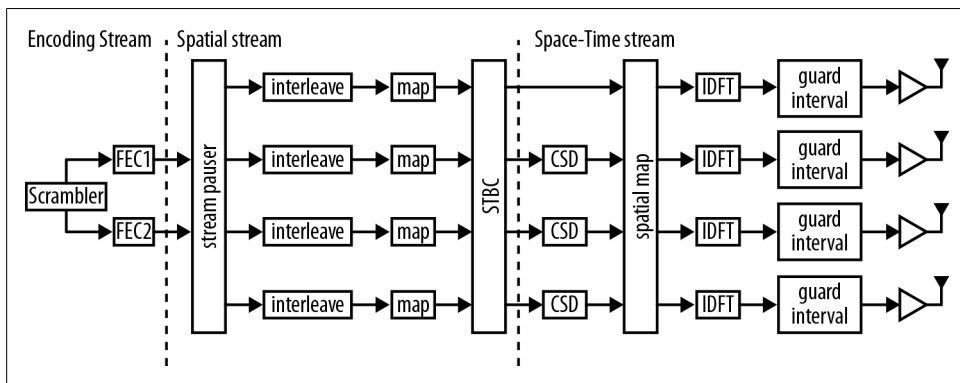 Encoding Stream
Spatial stream
Space-Time stream
Scrambler
FEC1
FEC2
stream pauser
interleave
map
interleave
map
interleave
map
interleave
map
STBC
CSD
CSD
CSD
spatial map
IDFT
guard
interval
IDFT
guard
interval
IDFT
guard
interval
IDFT
guard
interval